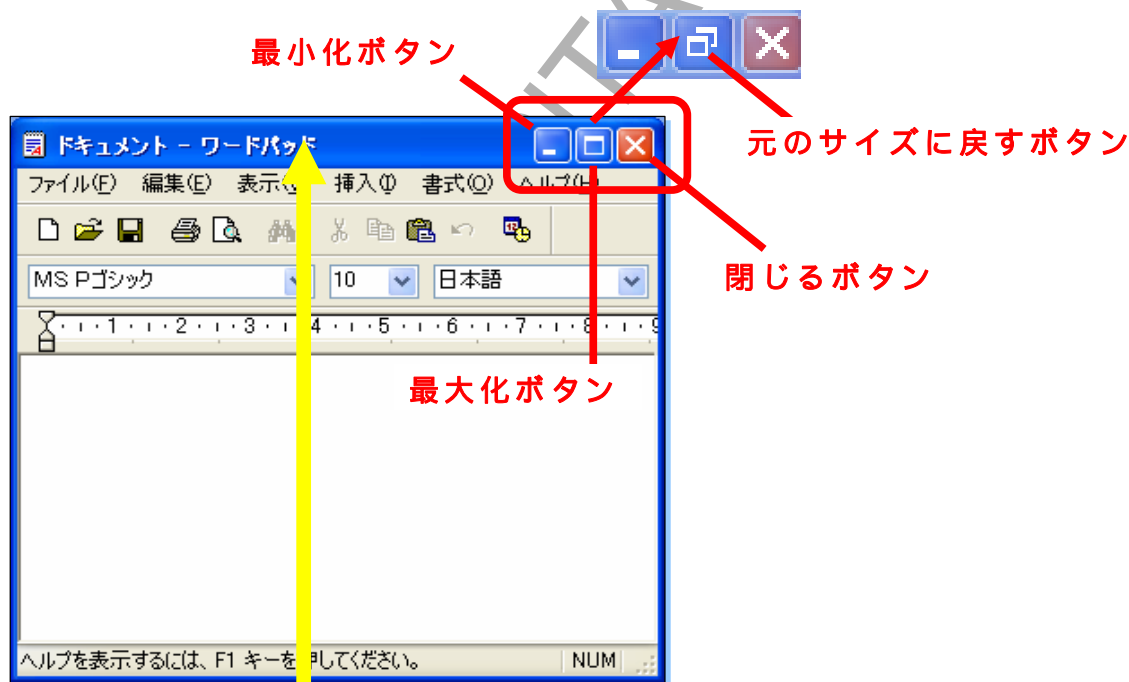 最小化ボタン
元のサイズに戻すボタン
ドキュメント - ワードパッド
ファイル(F) 編集(E) 表示( 挿入(I) 書式(O) ヘルプ(H)
MS Pゴシック 10 日本語
閉じるボタン
1 2 3 4 5 6 7 8 9
最大化ボタン
ヘルプを表示するには、F1 キーを押してください。 NUM